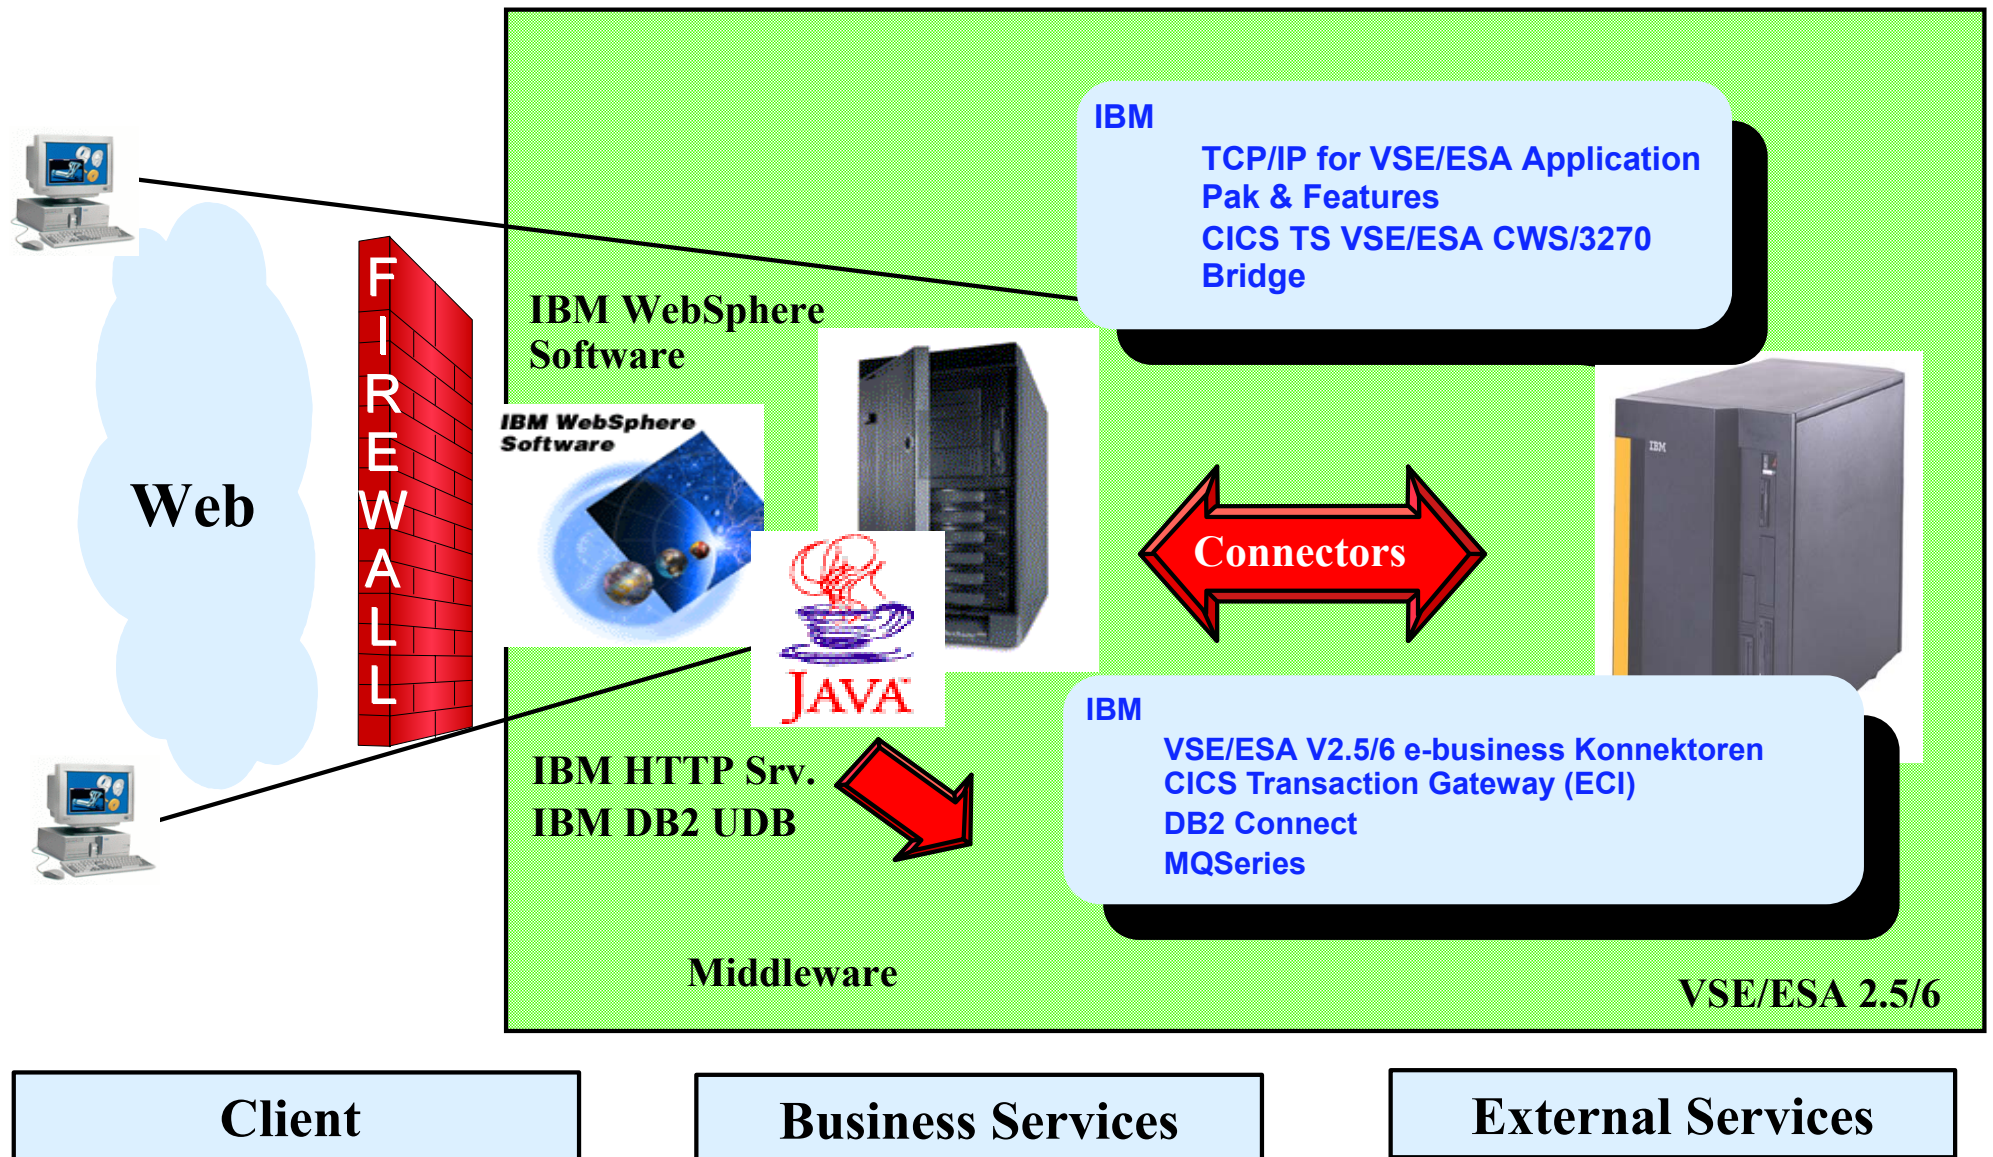 IBM
TCP/IP for VSE/ESA Application
Pak & Features
CICS TS VSE/ESA CWS/3270
Bridge
FIREWALL
IBM WebSphere
Software
IBM WebSphere
Software
IBM
Web
Connectors
JAVA™
IBM
VSE/ESA V2.5/6 e-business Konnektoren
CICS Transaction Gateway (ECI)
DB2 Connect
MQSeries
IBM HTTP Srv.
IBM DB2 UDB
Middleware
VSE/ESA 2.5/6
Client
Business Services
External Services